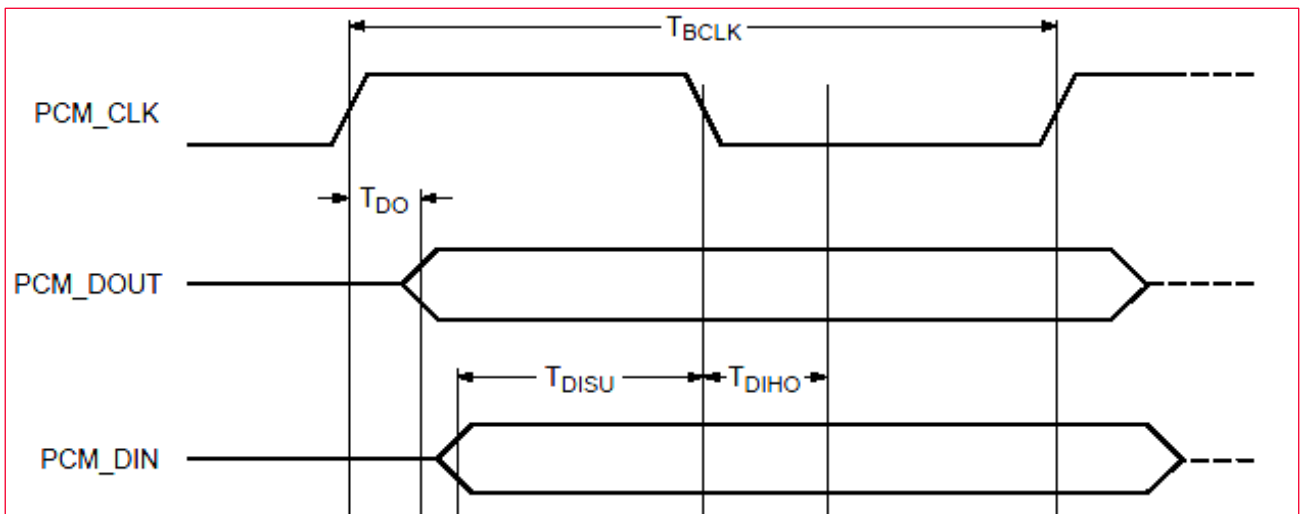 TBCLK
PCM_CLK
TDO
PCM_DOUT
TDISU
TDIHO
PCM_DIN